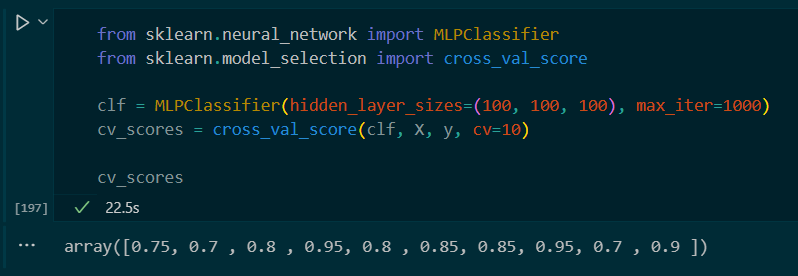 from sklearn.neural_network import MLPClassifier
from sklearn.model_selection import cross_val_score
clf = MLPClassifier(hidden_layer_sizes=(100, 100, 100), max_iter=1000)
cv_scores = cross_val_score(clf, X, y, cv=10)
cv_scores
[197] 22.5s
... array([0.75, 0.7 , 0.8 , 0.95, 0.8 , 0.85, 0.85, 0.95, 0.7 , 0.9 ])